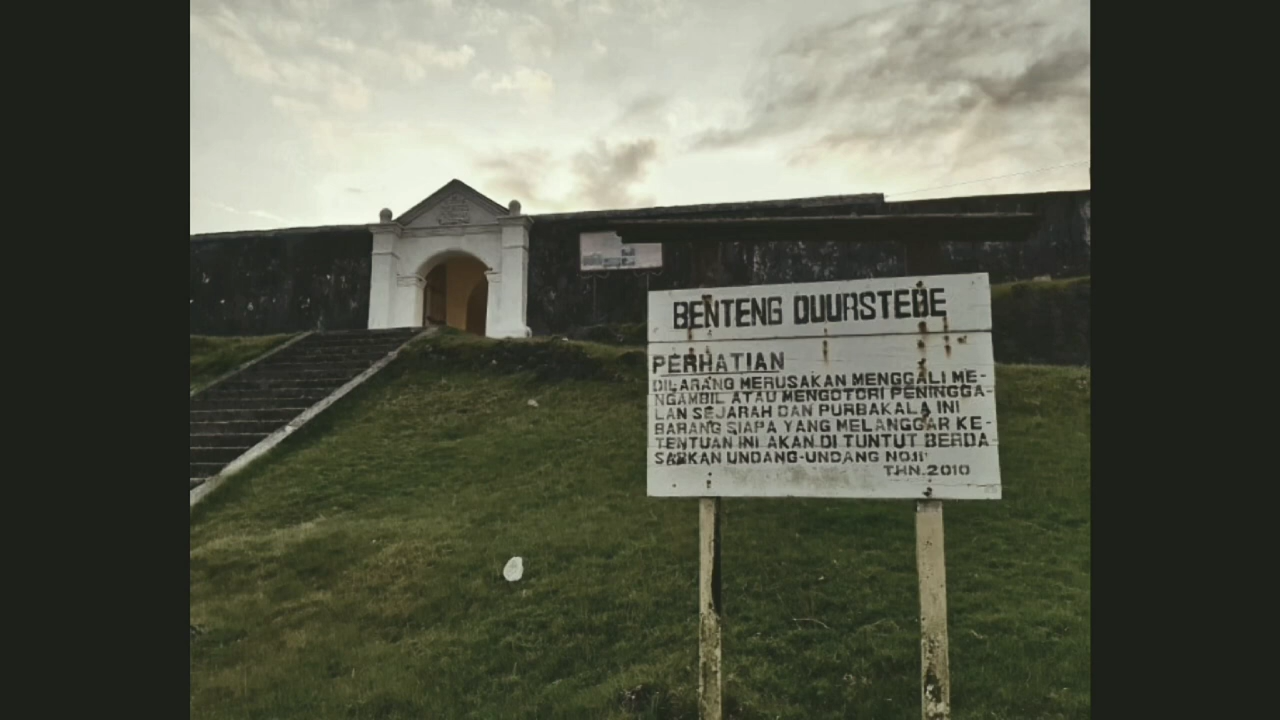 BENTENG DUURSTEDE
PERHATIAN
DILARANG MERUSAKAN MENGGALI ME-
NGAMBIL ATAU MENGOTORI PENINGGA-
LAN SEJARAH DAN PURBAKALA INI
BARANG SIAPA YANG MELANGGAR KE-
TENTUAN INI AKAN DI TUNTUT BERDA
SARKAN UNDANG-UNDANG NO.11
THN.2010